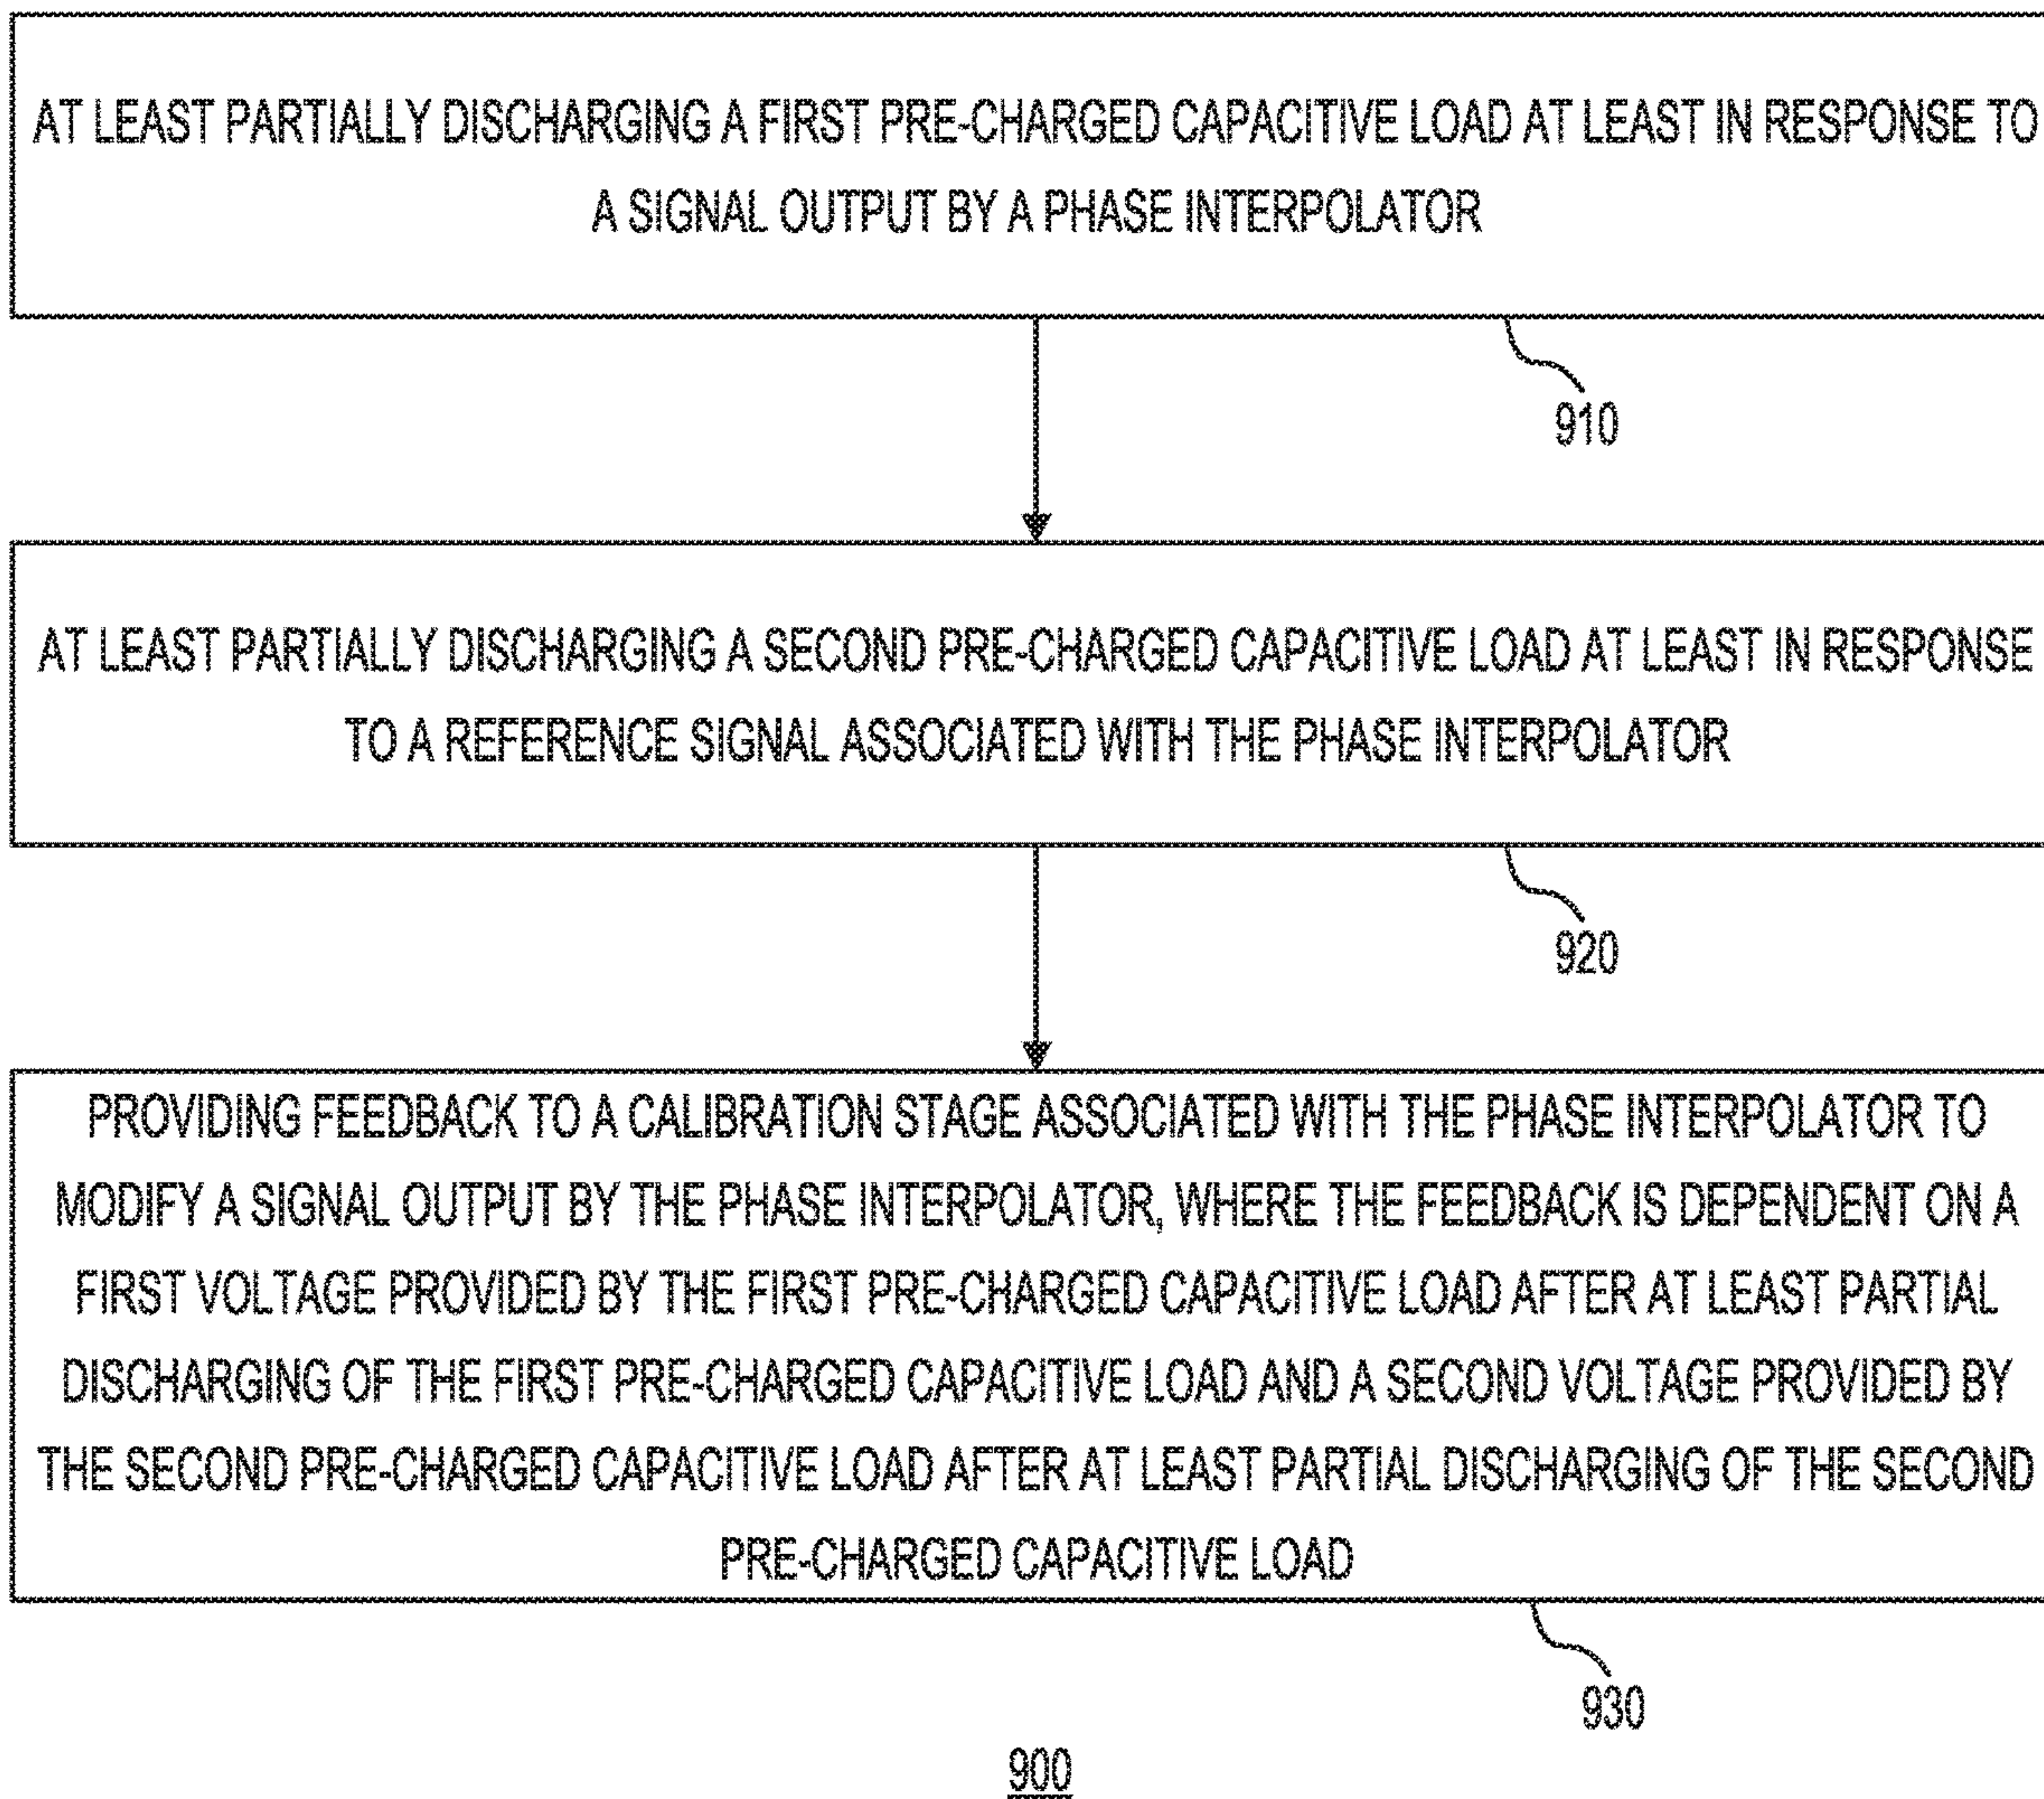 AT LEAST PARTIALLY DISCHARGING A FIRST PRE-CHARGED CAPACITIVE LOAD AT LEAST IN RESPONSE TO
A SIGNAL OUTPUT BY A PHASE INTERPOLATOR
910
AT LEAST PARTIALLY DISCHARGING A SECOND PRE-CHARGED CAPACITIVE LOAD AT LEAST IN RESPONSE
TO A REFERENCE SIGNAL ASSOCIATED WITH THE PHASE INTERPOLATOR
920
PROVIDING FEEDBACK TO A CALIBRATION STAGE ASSOCIATED WITH THE PHASE INTERPOLATOR TO
MODIFY A SIGNAL OUTPUT BY THE PHASE INTERPOLATOR, WHERE THE FEEDBACK IS DEPENDENT ON A
FIRST VOLTAGE PROVIDED BY THE FIRST PRE-CHARGED CAPACITIVE LOAD AFTER AT LEAST PARTIAL
DISCHARGING OF THE FIRST PRE-CHARGED CAPACITIVE LOAD AND A SECOND VOLTAGE PROVIDED BY
THE SECOND PRE-CHARGED CAPACITIVE LOAD AFTER AT LEAST PARTIAL DISCHARGING OF THE SECOND
PRE-CHARGED CAPACITIVE LOAD
930
900